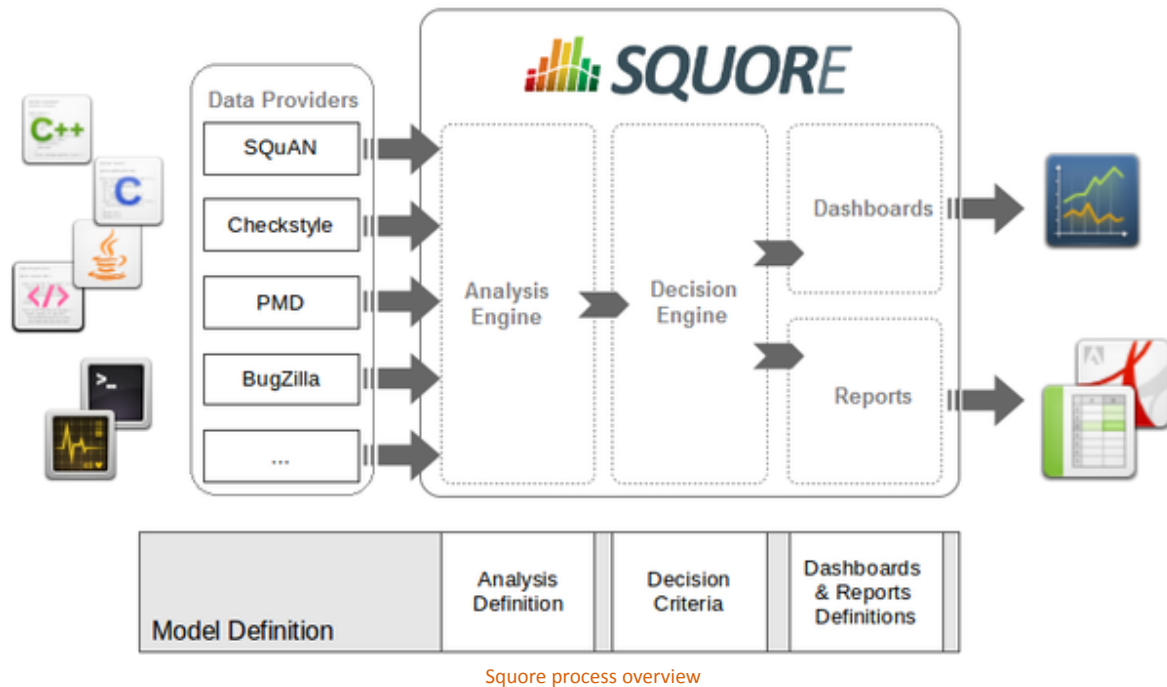 SQUORE
Data Providers
C++
SQuAN
C
Checkstyle
Dashboards
</>
PMD
Analysis
Engine
Decision
Engine
>_
BugZilla
Reports
...
Model Definition
Analysis
Definition
Decision
Criteria
Dashboards
& Reports
Definitions
Squore process overview